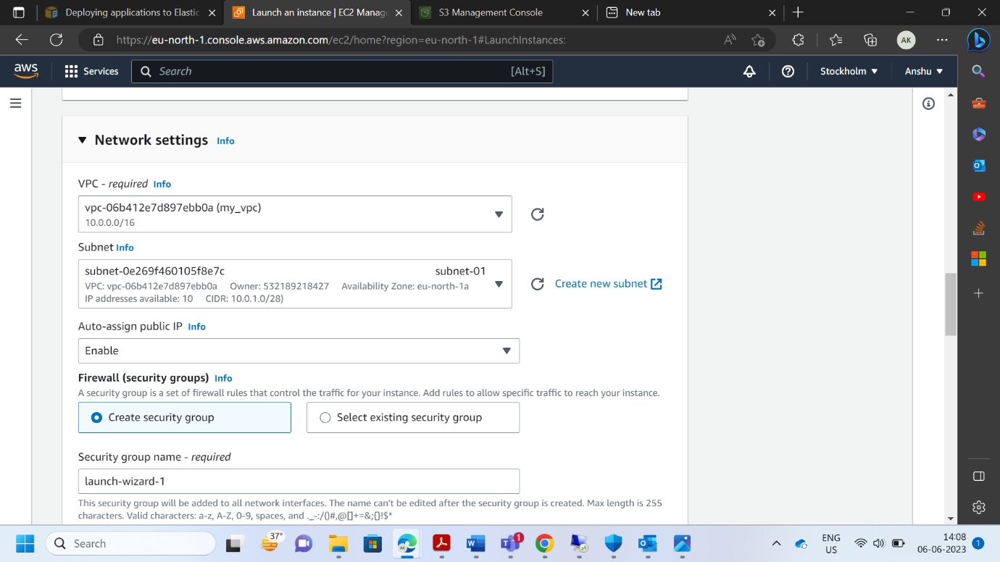 Deploying applications to Elastic
Launch an instance | EC2 Manage
S3 Management Console
New tab
https://eu-north-1.console.aws.amazon.com/ec2/home?region=eu-north-1#LaunchInstances:
AK
aws
Services
Search
[Alt+S]
Stockholm
Anshu
Network settings Info
VPC - required Info
vpc-06b412e7d897ebb0a (my_vpc)
10.0.0.0/16
Subnet Info
subnet-0e269f460105f8e7c subnet-01
VPC: vpc-06b412e7d897ebb0a Owner: 532189218427 Availability Zone: eu-north-1a
IP addresses available: 10 CIDR: 10.0.1.0/28)
Create new subnet
Auto-assign public IP Info
Enable
Firewall (security groups) Info
A security group is a set of firewall rules that control the traffic for your instance. Add rules to allow specific traffic to reach your instance.
Create security group
Select existing security group
Security group name - required
launch-wizard-1
This security group will be added to all network interfaces. The name can't be edited after the security group is created. Max length is 255
characters. Valid characters: a-z, A-Z, 0-9, spaces, and ._-:/()#,@[]+=&;{}!$*
Search
37°
1
ENG
US
14:08
06-06-2023
1